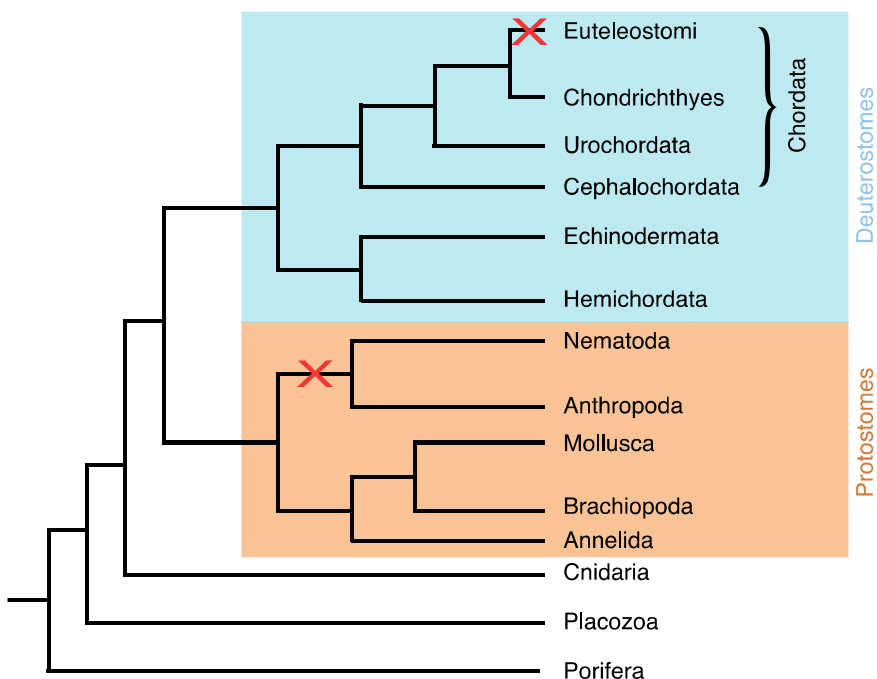 Euteleostomi
Chondrichthyes
Urochordata
Cephalochordata
Chordata
Echinodermata
Hemichordata
Deuterostomes
Nematoda
Anthropoda
Mollusca
Brachiopoda
Annelida
Protostomes
Cnidaria
Placozoa
Porifera